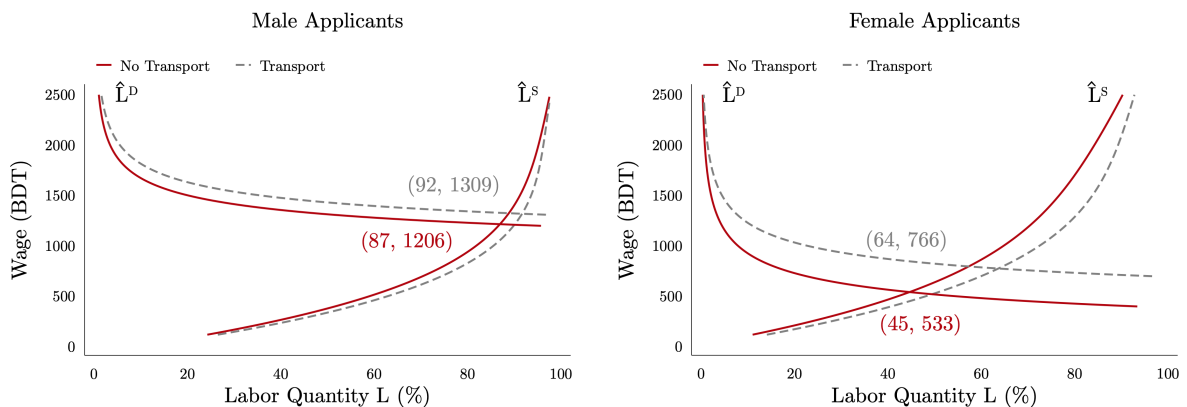 Male Applicants
No Transport
Transport
L̂ᴰ
L̂ˢ
2500
2000
1500
1000
500
0
Wage (BDT)
(92, 1309)
(87, 1206)
0 20 40 60 80 100
Labor Quantity L (%)
Female Applicants
No Transport
Transport
L̂ᴰ
L̂ˢ
2500
2000
1500
1000
500
0
Wage (BDT)
(64, 766)
(45, 533)
0 20 40 60 80 100
Labor Quantity L (%)